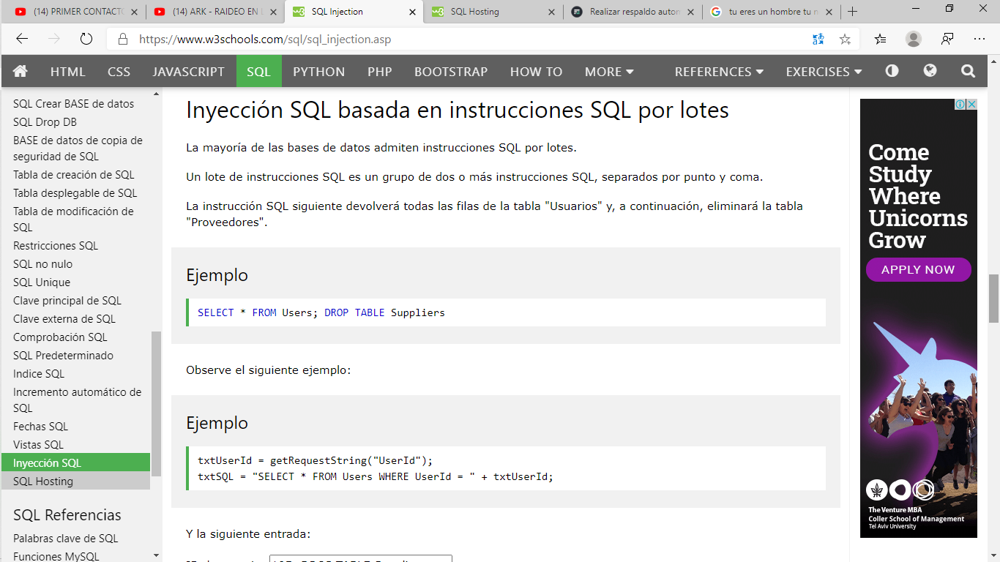 (14) PRIMER CONTACTO
(14) ARK - RAIDEO EN L
SQL Injection
SQL Hosting
Realizar respaldo autom
tu eres un hombre tu n
https://www.w3schools.com/sql/sql_injection.asp
HTML
CSS
JAVASCRIPT
SQL
PYTHON
PHP
BOOTSTRAP
HOW TO
MORE
REFERENCES
EXERCISES
SQL Crear BASE de datos
SQL Drop DB
BASE de datos de copia de
seguridad de SQL
Tabla de creación de SQL
Tabla desplegable de SQL
Tabla de modificación de
SQL
Restricciones SQL
SQL no nulo
SQL Unique
Clave principal de SQL
Clave externa de SQL
Comprobación SQL
SQL Predeterminado
Indice SQL
Incremento automático de
SQL
Fechas SQL
Vistas SQL
Inyección SQL
SQL Hosting
SQL Referencias
Palabras clave de SQL
Funciones MySQL
Inyección SQL basada en instrucciones SQL por lotes
La mayoría de las bases de datos admiten instrucciones SQL por lotes.
Un lote de instrucciones SQL es un grupo de dos o más instrucciones SQL, separados por punto y coma.
La instrucción SQL siguiente devolverá todas las filas de la tabla "Usuarios" y, a continuación, eliminará la tabla
"Proveedores".
Ejemplo
SELECT * FROM Users; DROP TABLE Suppliers
Observe el siguiente ejemplo:
Ejemplo
txtUserId = getRequestString("UserId");
txtSQL = "SELECT * FROM Users WHERE UserId = " + txtUserId;
Y la siguiente entrada:
Come
Study
Where
Unicorns
Grow
APPLY NOW
The Venture MBA
Coller School of Management
Tel Aviv University